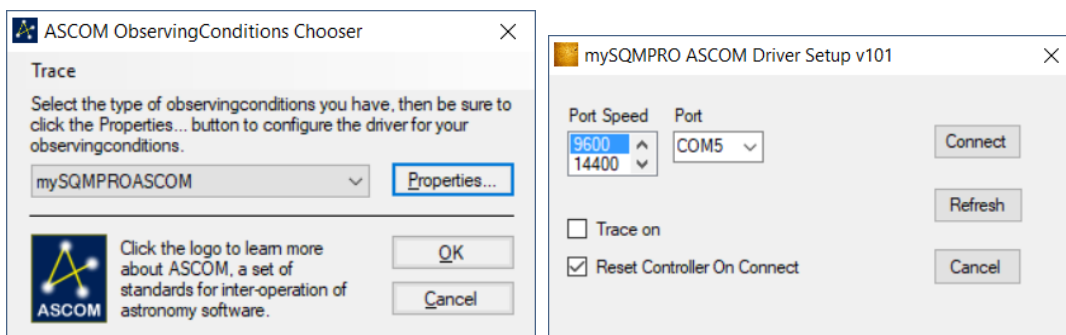 ASCOM ObservingConditions Chooser
Trace
Select the type of observingconditions you have, then be sure to
click the Properties... button to configure the driver for your
observingconditions.
mySQMPROASCOM
Properties...
Click the logo to learn more
about ASCOM, a set of
standards for inter-operation of
astronomy software.
ASCOM
OK
Cancel
mySQMPRO ASCOM Driver Setup v101
Port Speed Port
9600
14400
COM5
Connect
Refresh
Trace on
Reset Controller On Connect
Cancel